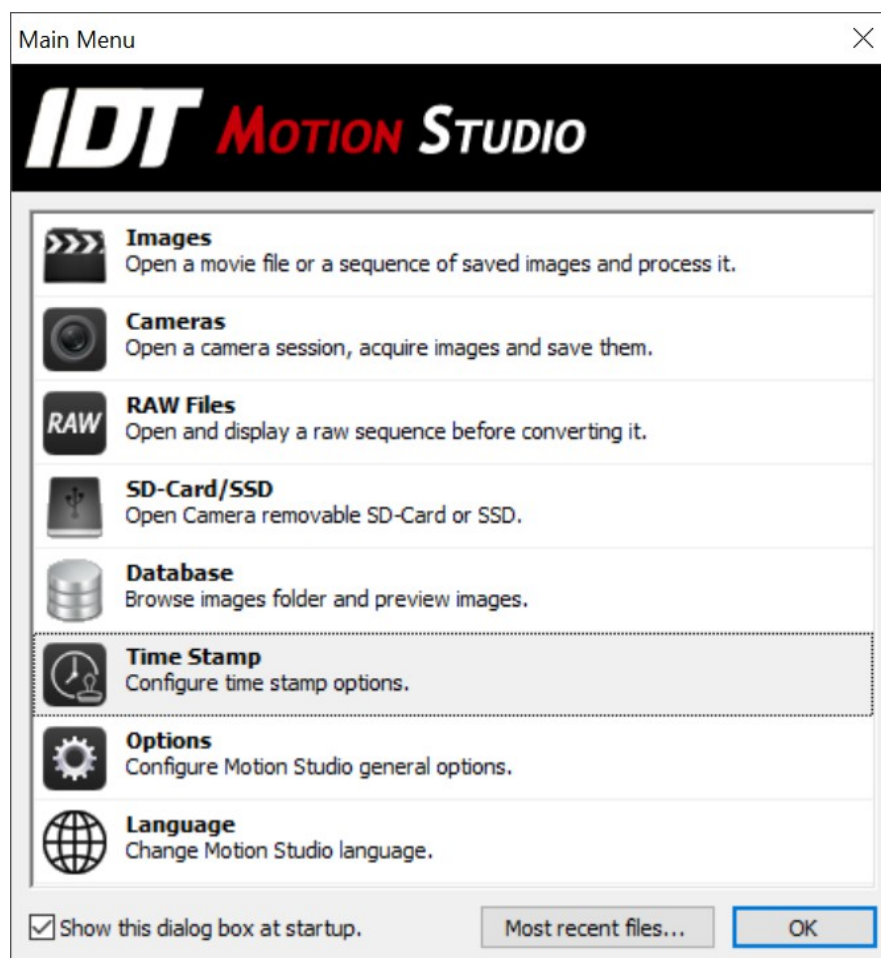 Main Menu
IDT MOTION STUDIO
Images
Open a movie file or a sequence of saved images and process it.
Cameras
Open a camera session, acquire images and save them.
RAW
RAW Files
Open and display a raw sequence before converting it.
SD-Card/SSD
Open Camera removable SD-Card or SSD.
Database
Browse images folder and preview images.
Time Stamp
Configure time stamp options.
Options
Configure Motion Studio general options.
Language
Change Motion Studio language.
Show this dialog box at startup. Most recent files... OK